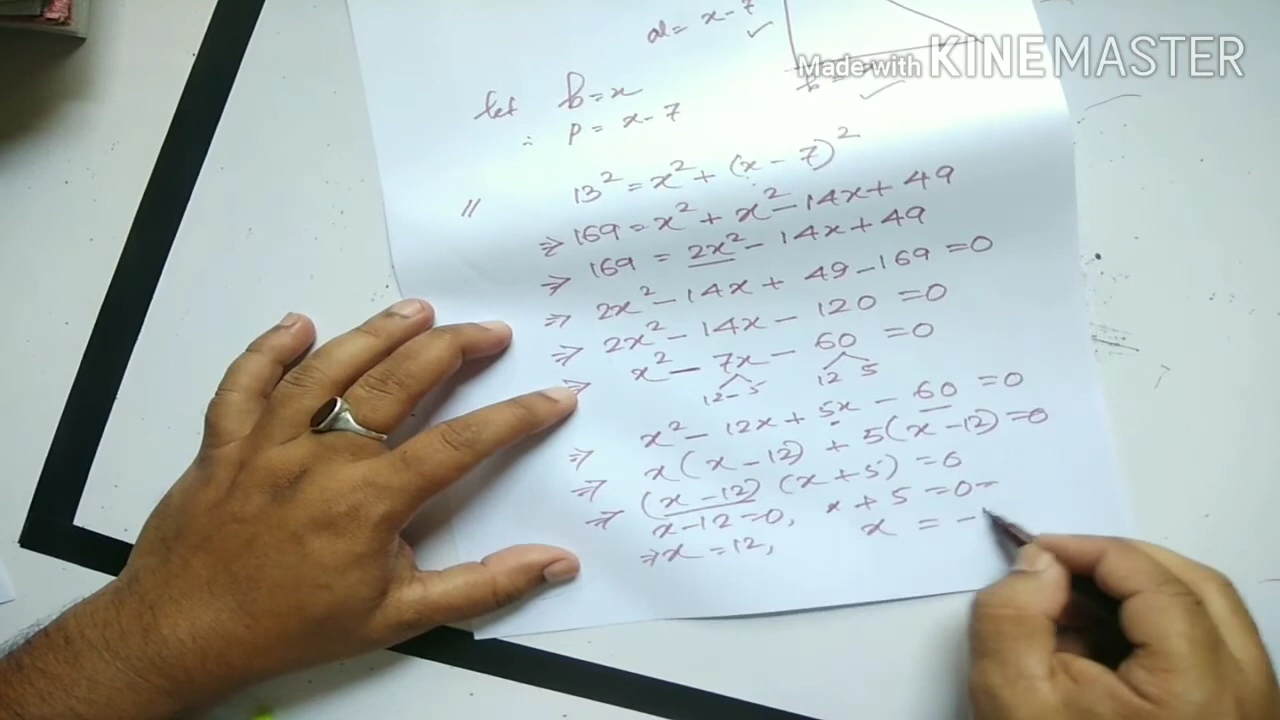 al = x - 7
Made with KINEMASTER
let b = x
∴ p = x - 7
// 13² = x² + (x - 7)²
⇒ 169 = x² + x² - 14x + 49
⇒ 169 = 2x² - 14x + 49
⇒ 2x² - 14x + 49 - 169 = 0
⇒ 2x² - 14x - 120 = 0
⇒ x² - 7x - 60 = 0
12 - 5 12 5
⇒ x² - 12x + 5x - 60 = 0
⇒ x(x - 12) + 5(x - 12) = 0
⇒ (x - 12)(x + 5) = 0
x - 12 = 0, x + 5 = 0 =
⇒ x = 12, x = -